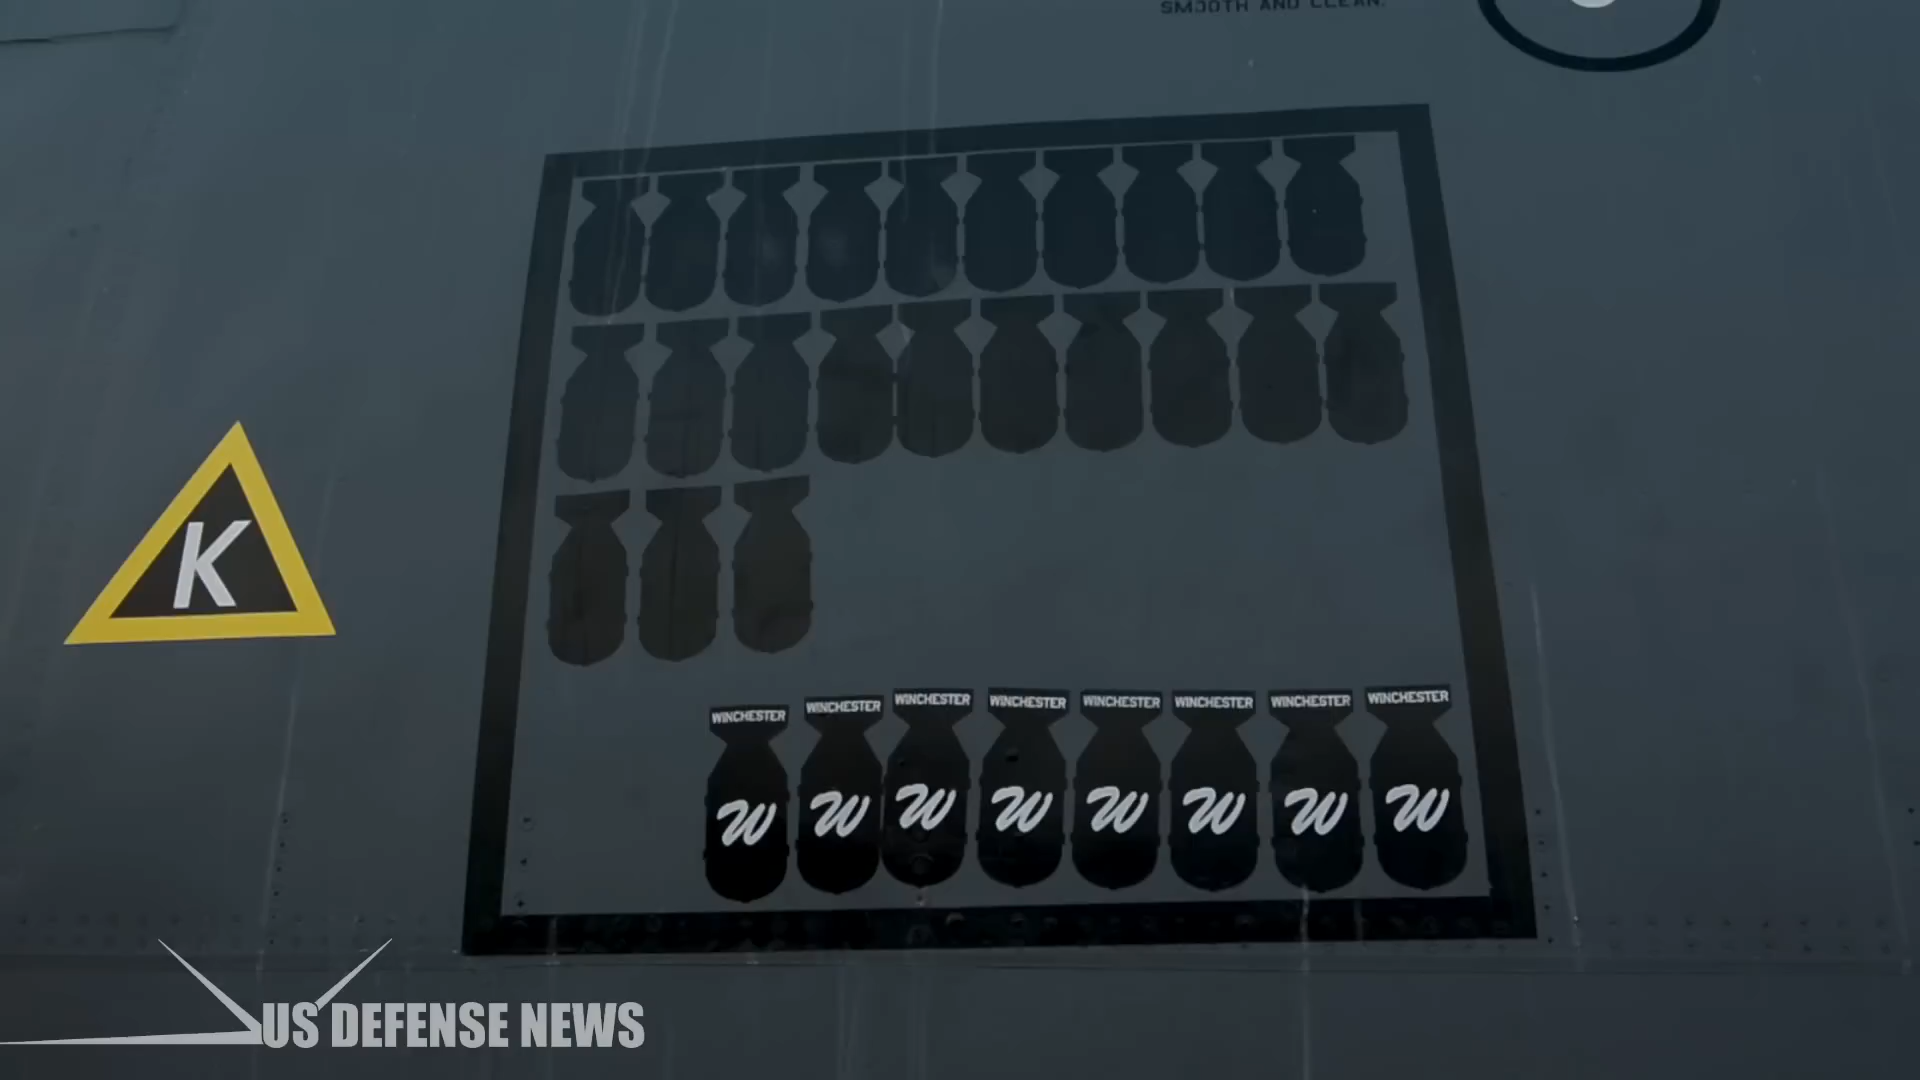 SMOOTH AND CLEAN.
K
WINCHESTER WINCHESTER WINCHESTER WINCHESTER WINCHESTER WINCHESTER WINCHESTER WINCHESTER
W W W W W W W W
US DEFENSE NEWS